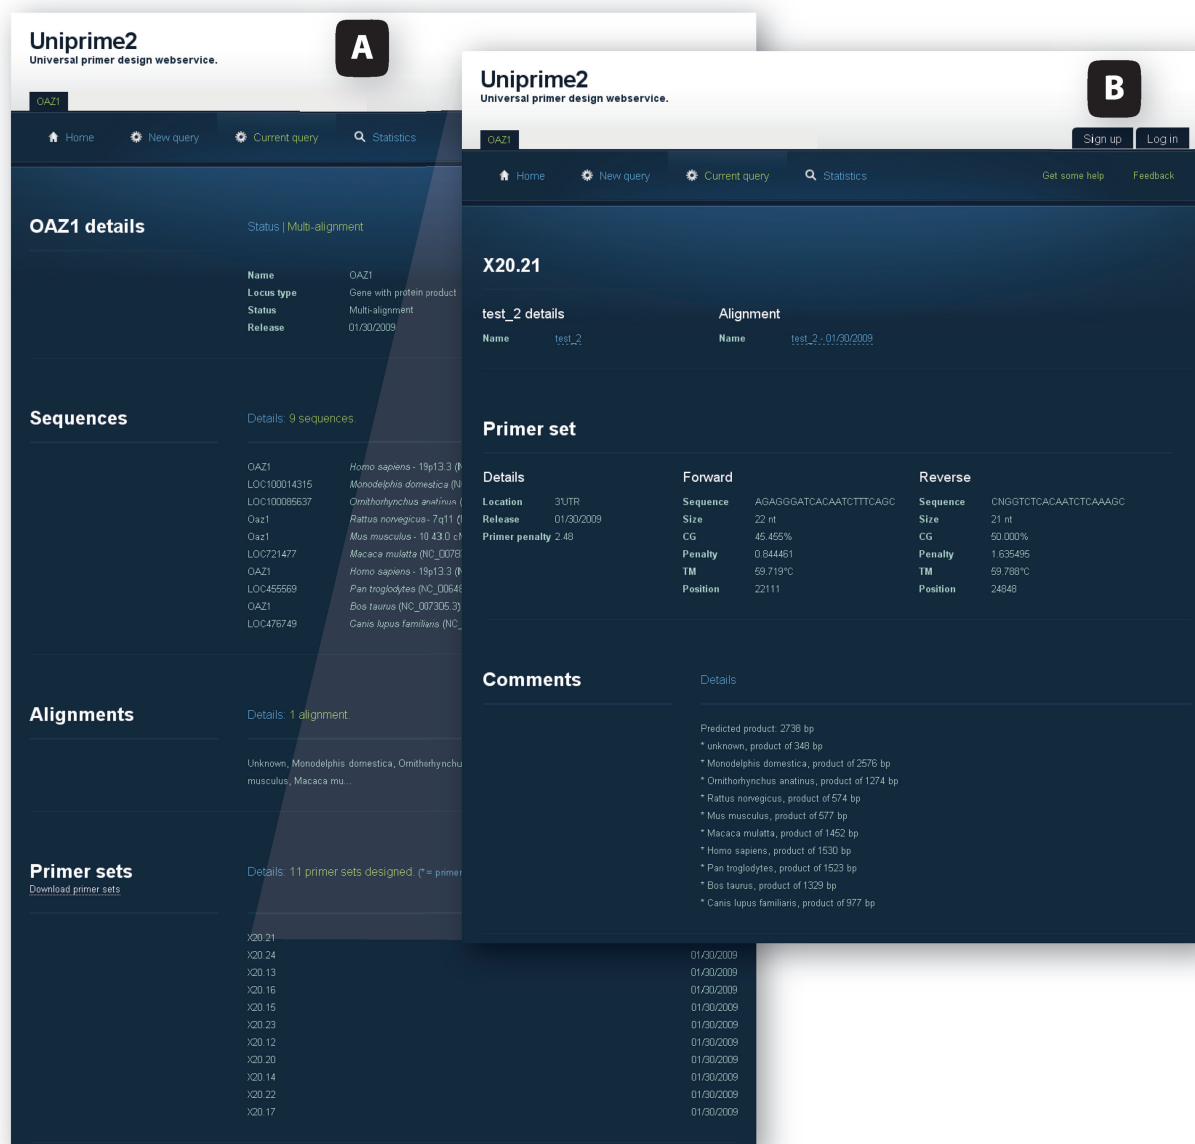 Uniprime2
Universal primer design webservice.
A
OAZ1
Home New query Current query Statistics
OAZ1 details
Status | Multi-alignment
Name OAZ1
Locus type Gene with protein product
Status Multi-alignment
Release 01/30/2009
Sequences
Details: 9 sequences.
OAZ1 Homo sapiens - 19p13.3 (N
LOC100014315 Monodelphis domestica (N
LOC100085637 Ornithorhynchus anatinus (
Oaz1 Rattus norvegicus - 7q11 (
Oaz1 Mus musculus - 10 43.0 cM
LOC721477 Macaca mulatta (NC_0078
OAZ1 Homo sapiens - 19p13.3 (N
LOC455569 Pan troglodytes (NC_00648
OAZ1 Bos taurus (NC_007305.3)
LOC476749 Canis lupus familiaris (NC_
Alignments
Details: 1 alignment.
Unknown, Monodelphis domestica, Ornithorhynchu
musculus, Macaca mu...
Primer sets
Download primer sets
Details: 11 primer sets designed. (* = primer
X20.21
X20.24 01/30/2009
X20.13 01/30/2009
X20.16 01/30/2009
X20.15 01/30/2009
X20.23 01/30/2009
X20.12 01/30/2009
X20.20 01/30/2009
X20.14 01/30/2009
X20.22 01/30/2009
X20.17 01/30/2009
Uniprime2
Universal primer design webservice.
B
OAZ1
Sign up Log in
Home New query Current query Statistics Get some help Feedback
X20.21
test_2 details Alignment
Name test_2 Name test_2 - 01/30/2009
Primer set
Details Forward Reverse
Location 3'UTR Sequence AGAGGGATCACAATCTTTCAGC Sequence CNGGTCTCACAATCTCAAAGC
Release 01/30/2009 Size 22 nt Size 21 nt
Primer penalty 2.48 CG 45.455% CG 50.000%
Penalty 0.844461 Penalty 1.635495
TM 59.719°C TM 59.788°C
Position 22111 Position 24848
Comments
Details
Predicted product: 2738 bp
* unknown, product of 348 bp
* Monodelphis domestica, product of 2576 bp
* Ornithorhynchus anatinus, product of 1274 bp
* Rattus norvegicus, product of 574 bp
* Mus musculus, product of 577 bp
* Macaca mulatta, product of 1452 bp
* Homo sapiens, product of 1530 bp
* Pan troglodytes, product of 1523 bp
* Bos taurus, product of 1329 bp
* Canis lupus familiaris, product of 977 bp